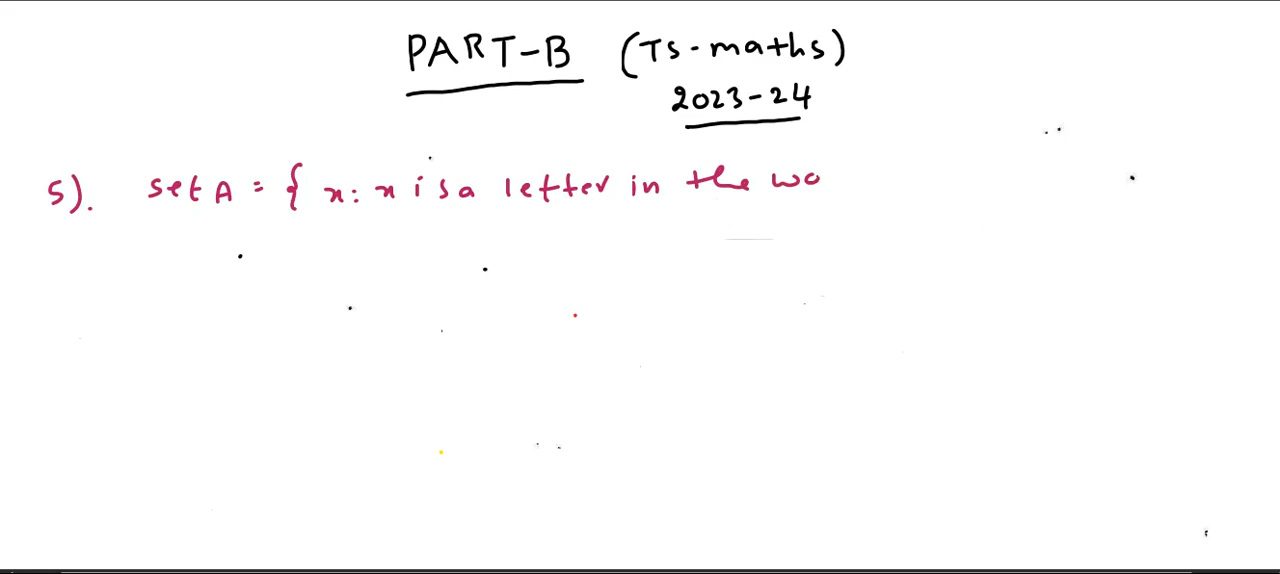 PART-B (TS-maths)
2023-24
5). set A = { x: x is a letter in the wo